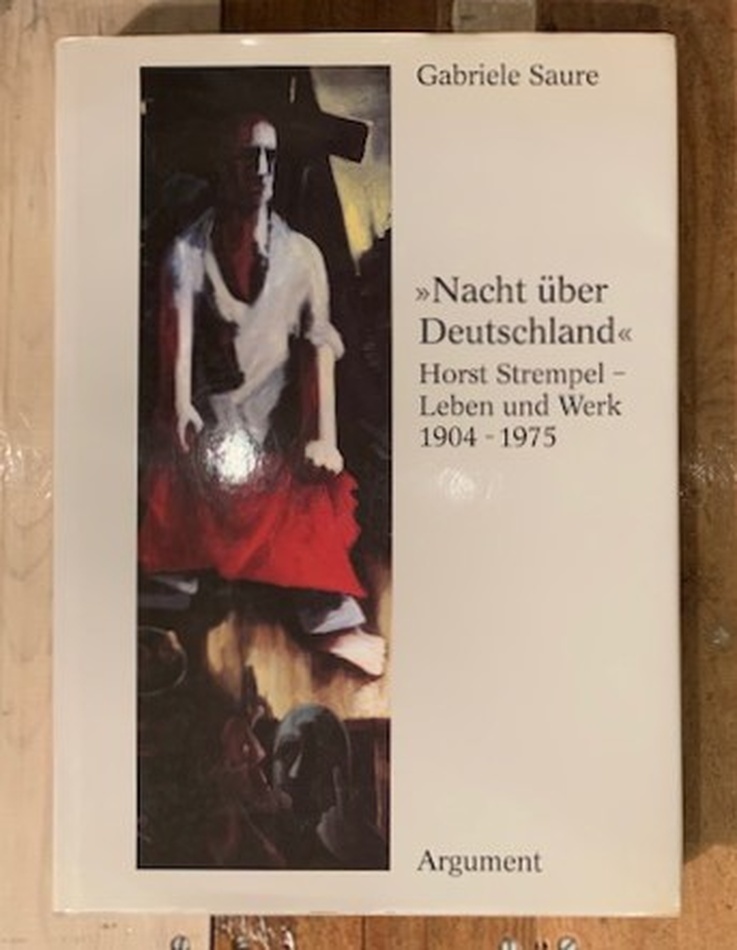 Gabriele Saure
»Nacht über
Deutschland«
Horst Strempel –
Leben und Werk
1904 - 1975
Argument